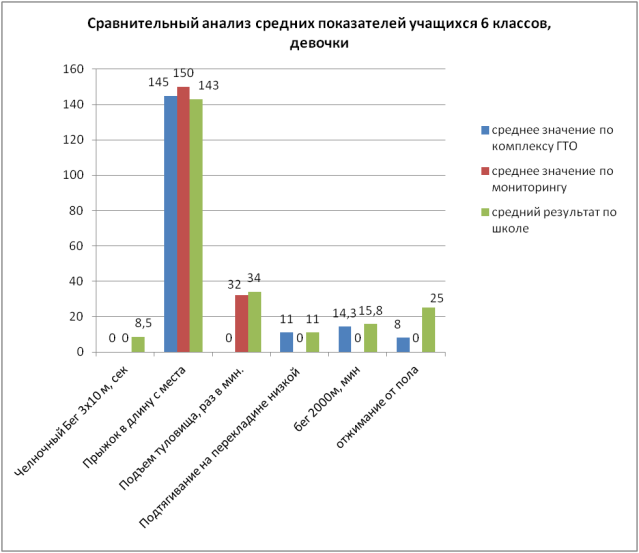 Сравнительный анализ средних показателей учащихся 6 классов,
девочки
160
140
120
100
80
60
40
20
0
0 0 8,5
145 150 143
0 32 34
11 0 11
14,3 0 15,8
8 0 25
Челночный Бег 3х10 м, сек
Прыжок в длину с места
Подъем туловища, раз в мин.
Подтягивание на перекладине низкой
бег 2000м, мин
отжимание от пола
среднее значение по
комплексу ГТО
среднее значение по
мониторингу
средний результат по
школе